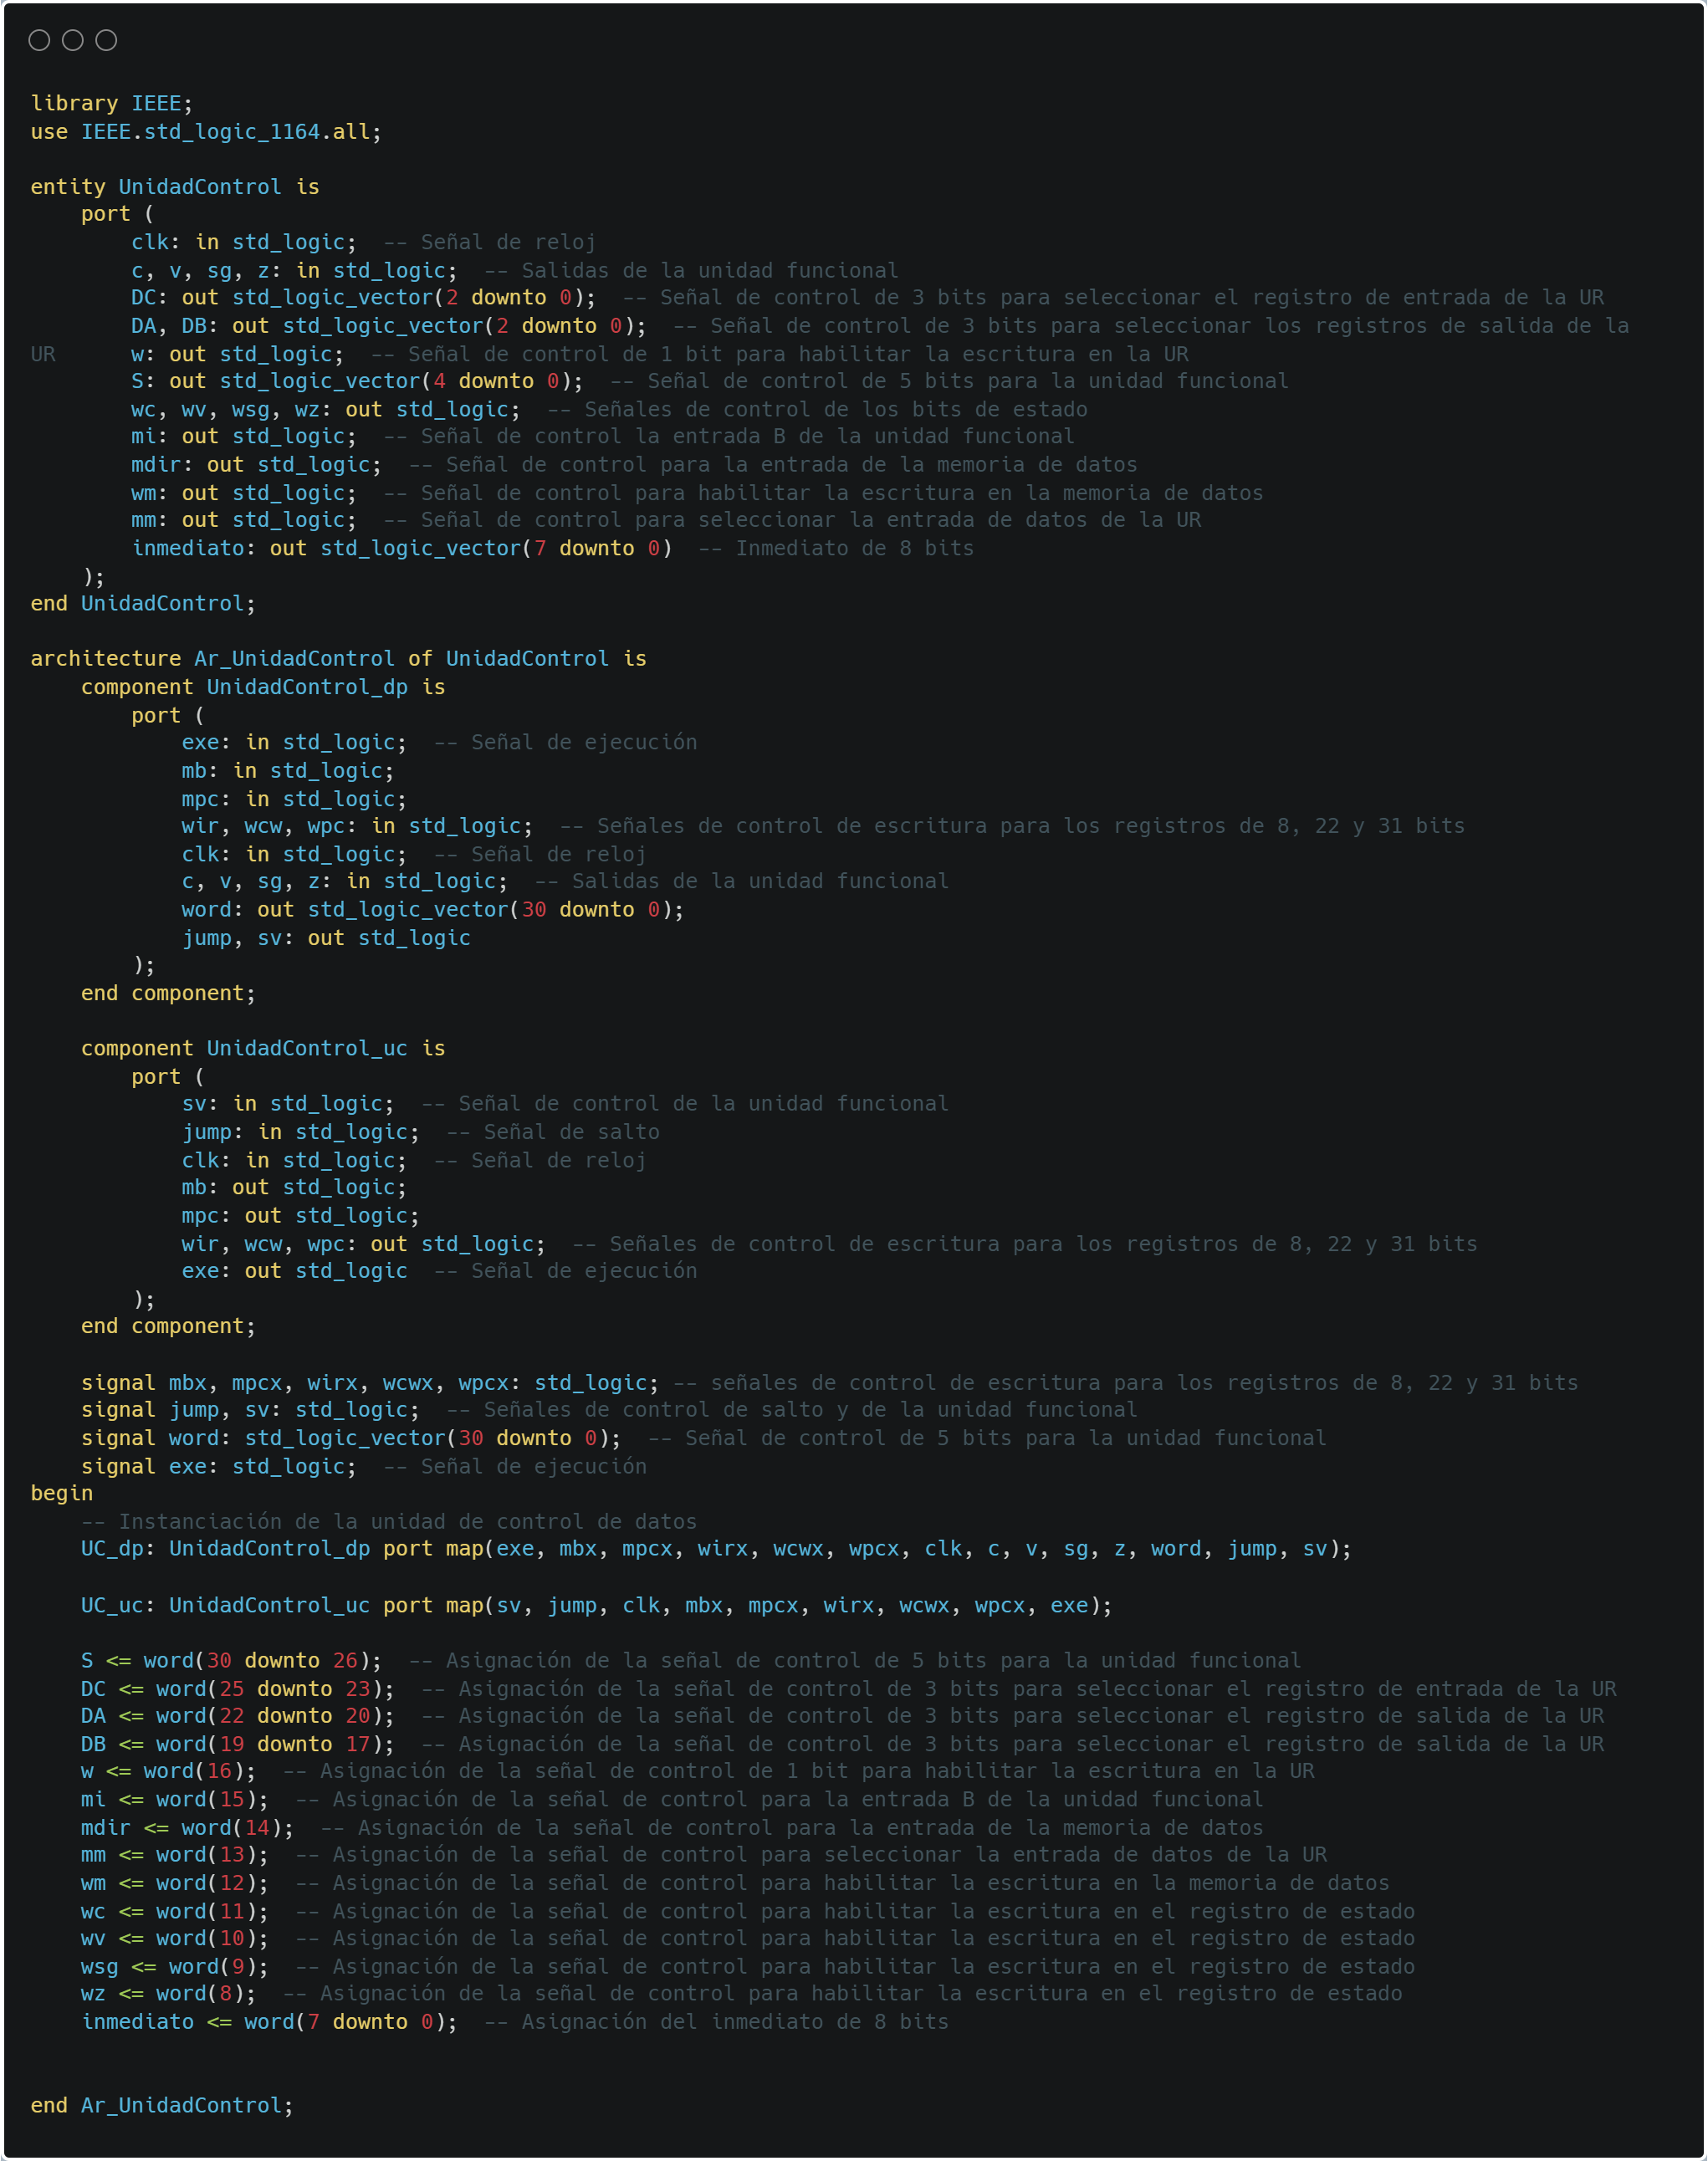 library IEEE;
use IEEE.std_logic_1164.all;

entity UnidadControl is
    port (
        clk: in std_logic;  -- Señal de reloj
        c, v, sg, z: in std_logic;  -- Salidas de la unidad funcional
        DC: out std_logic_vector(2 downto 0);  -- Señal de control de 3 bits para seleccionar el registro de entrada de la UR
        DA, DB: out std_logic_vector(2 downto 0);  -- Señal de control de 3 bits para seleccionar los registros de salida de la
UR      w: out std_logic;  -- Señal de control de 1 bit para habilitar la escritura en la UR
        S: out std_logic_vector(4 downto 0);  -- Señal de control de 5 bits para la unidad funcional
        wc, wv, wsg, wz: out std_logic;  -- Señales de control de los bits de estado
        mi: out std_logic;  -- Señal de control la entrada B de la unidad funcional
        mdir: out std_logic;  -- Señal de control para la entrada de la memoria de datos
        wm: out std_logic;  -- Señal de control para habilitar la escritura en la memoria de datos
        mm: out std_logic;  -- Señal de control para seleccionar la entrada de datos de la UR
        inmediato: out std_logic_vector(7 downto 0)  -- Inmediato de 8 bits
    );
end UnidadControl;

architecture Ar_UnidadControl of UnidadControl is
    component UnidadControl_dp is
        port (
            exe: in std_logic;  -- Señal de ejecución
            mb: in std_logic;
            mpc: in std_logic;
            wir, wcw, wpc: in std_logic;  -- Señales de control de escritura para los registros de 8, 22 y 31 bits
            clk: in std_logic;  -- Señal de reloj
            c, v, sg, z: in std_logic;  -- Salidas de la unidad funcional
            word: out std_logic_vector(30 downto 0);
            jump, sv: out std_logic
        );
    end component;

    component UnidadControl_uc is
        port (
            sv: in std_logic;  -- Señal de control de la unidad funcional
            jump: in std_logic;  -- Señal de salto
            clk: in std_logic;  -- Señal de reloj
            mb: out std_logic;
            mpc: out std_logic;
            wir, wcw, wpc: out std_logic;  -- Señales de control de escritura para los registros de 8, 22 y 31 bits
            exe: out std_logic  -- Señal de ejecución
        );
    end component;

    signal mbx, mpcx, wirx, wcwx, wpcx: std_logic; -- señales de control de escritura para los registros de 8, 22 y 31 bits
    signal jump, sv: std_logic;  -- Señales de control de salto y de la unidad funcional
    signal word: std_logic_vector(30 downto 0);  -- Señal de control de 5 bits para la unidad funcional
    signal exe: std_logic;  -- Señal de ejecución
begin
    -- Instanciación de la unidad de control de datos
    UC_dp: UnidadControl_dp port map(exe, mbx, mpcx, wirx, wcwx, wpcx, clk, c, v, sg, z, word, jump, sv);

    UC_uc: UnidadControl_uc port map(sv, jump, clk, mbx, mpcx, wirx, wcwx, wpcx, exe);

    S <= word(30 downto 26);  -- Asignación de la señal de control de 5 bits para la unidad funcional
    DC <= word(25 downto 23);  -- Asignación de la señal de control de 3 bits para seleccionar el registro de entrada de la UR
    DA <= word(22 downto 20);  -- Asignación de la señal de control de 3 bits para seleccionar el registro de salida de la UR
    DB <= word(19 downto 17);  -- Asignación de la señal de control de 3 bits para seleccionar el registro de salida de la UR
    w <= word(16);  -- Asignación de la señal de control de 1 bit para habilitar la escritura en la UR
    mi <= word(15);  -- Asignación de la señal de control para la entrada B de la unidad funcional
    mdir <= word(14);  -- Asignación de la señal de control para la entrada de la memoria de datos
    mm <= word(13);  -- Asignación de la señal de control para seleccionar la entrada de datos de la UR
    wm <= word(12);  -- Asignación de la señal de control para habilitar la escritura en la memoria de datos
    wc <= word(11);  -- Asignación de la señal de control para habilitar la escritura en el registro de estado
    wv <= word(10);  -- Asignación de la señal de control para habilitar la escritura en el registro de estado
    wsg <= word(9);  -- Asignación de la señal de control para habilitar la escritura en el registro de estado
    wz <= word(8);  -- Asignación de la señal de control para habilitar la escritura en el registro de estado
    inmediato <= word(7 downto 0);  -- Asignación del inmediato de 8 bits


end Ar_UnidadControl;